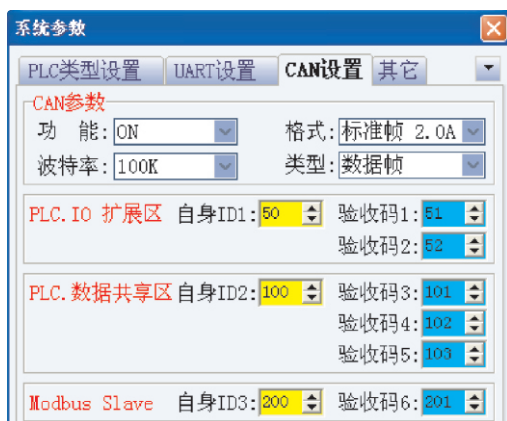 系统参数
PLC类型设置 UART设置 CAN设置 其它
CAN参数
功 能: ON 格式: 标准帧 2.0A
波特率: 100K 类型: 数据帧
PLC.IO 扩展区 自身ID1: 50 验收码1: 51
验收码2: 52
PLC.数据共享区 自身ID2: 100 验收码3: 101
验收码4: 102
验收码5: 103
Modbus Slave 自身ID3: 200 验收码6: 201